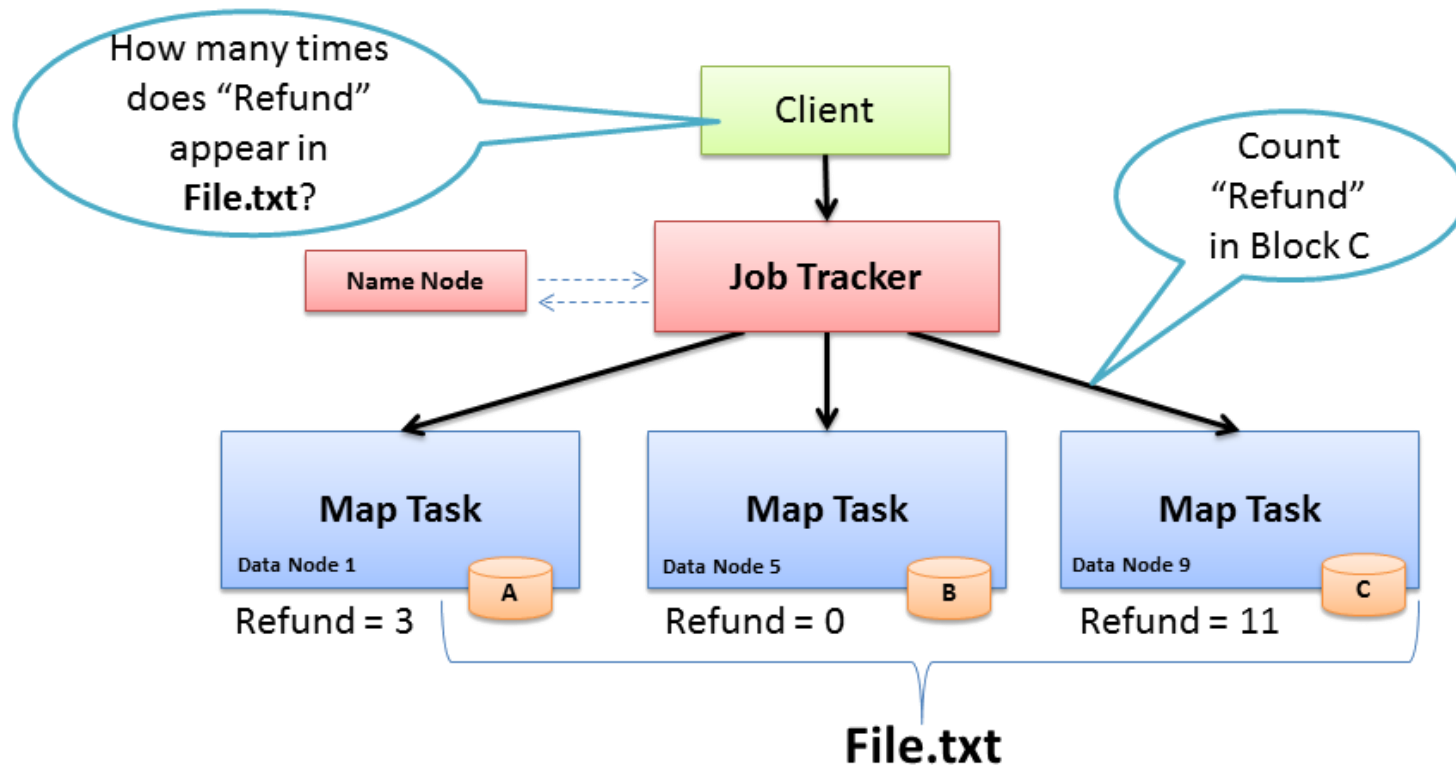 How many times
does “Refund”
appear in
File.txt?
Client
Count
“Refund”
in Block C
Name Node
Job Tracker
Map Task
Data Node 1
A
Refund = 3
Map Task
Data Node 5
B
Refund = 0
Map Task
Data Node 9
C
Refund = 11
File.txt